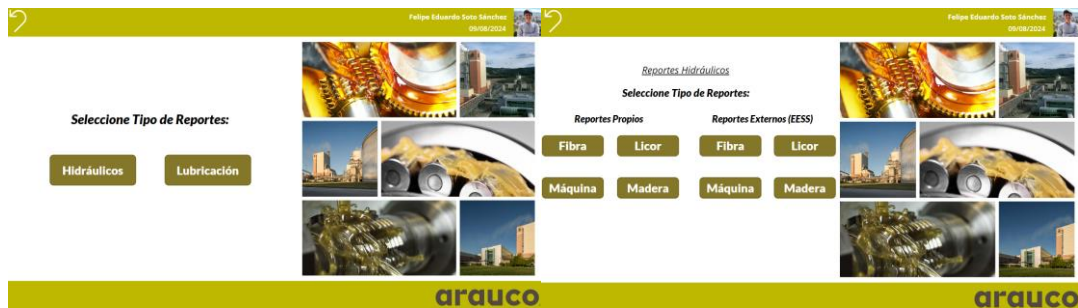 Felipe Eduardo Soto Sánchez
09/08/2024
Seleccione Tipo de Reportes:
Hidráulicos
Lubricación
arauco
Felipe Eduardo Soto Sánchez
09/08/2024
Reportes Hidráulicos
Seleccione Tipo de Reportes:
Reportes Propios
Reportes Externos (EESS)
Fibra
Licor
Fibra
Licor
Máquina
Madera
Máquina
Madera
arauco